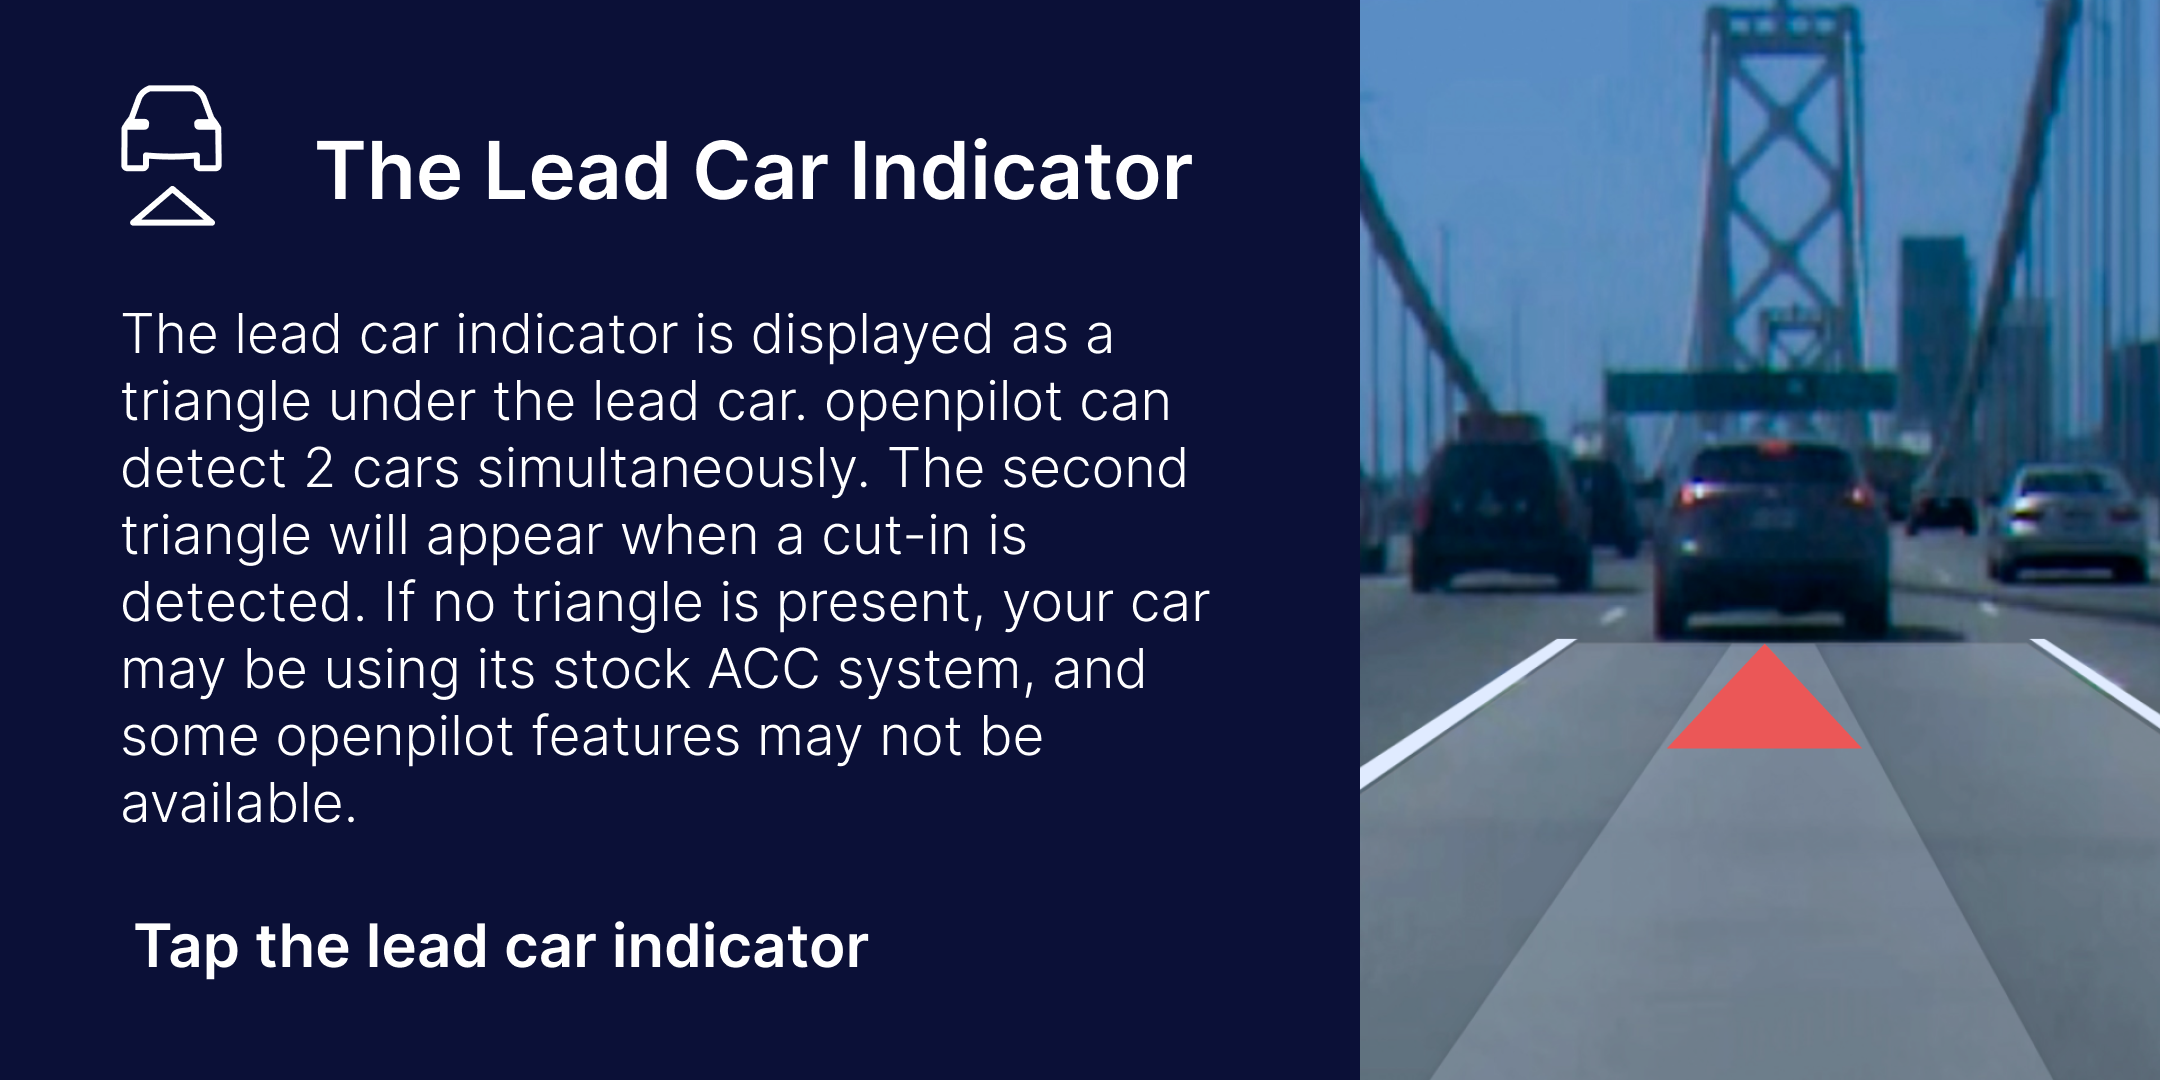 The Lead Car Indicator
The lead car indicator is displayed as a
triangle under the lead car. openpilot can
detect 2 cars simultaneously. The second
triangle will appear when a cut-in is
detected. If no triangle is present, your car
may be using its stock ACC system, and
some openpilot features may not be
available.
Tap the lead car indicator